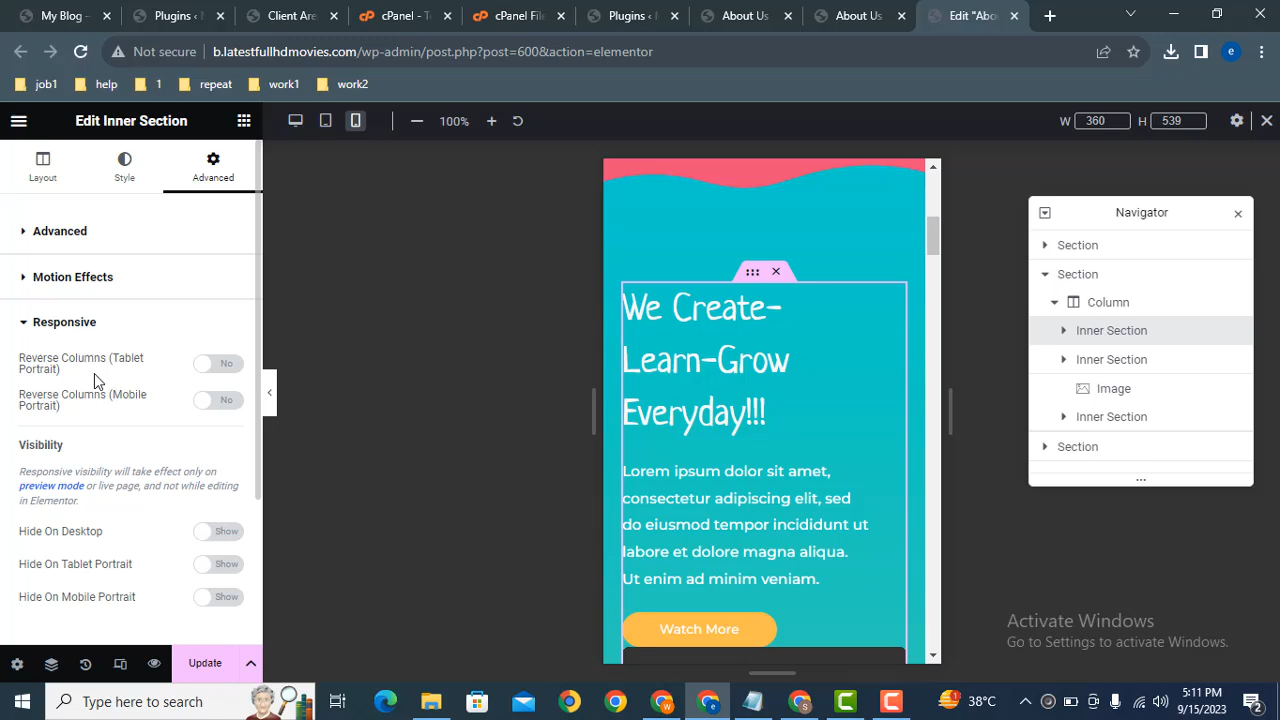 My Blog -
Plugins ‹ M
Client Are
cPanel - T
cPanel File
Plugins ‹ M
About Us
About Us
Edit "Abo
Not secure
b.latestfullhdmovies.com/wp-admin/post.php?post=600&action=elementor
e
job1
help
1
repeat
work1
work2
Edit Inner Section
100%
W 360 H 539
Layout
Style
Advanced
Advanced
Motion Effects
Responsive
Reverse Columns (Tablet
Portrait)
No
Reverse Columns (Mobile
Portrait)
No
Visibility
Responsive visibility will take effect only on
preview mode or live page, and not while editing
in Elementor.
Hide On Desktop
Show
Hide On Tablet Portrait
Show
Hide On Mobile Portrait
Show
Update
We Create-
Learn-Grow
Everyday!!!
Lorem ipsum dolor sit amet,
consectetur adipiscing elit, sed
do eiusmod tempor incididunt ut
labore et dolore magna aliqua.
Ut enim ad minim veniam.
Watch More
Navigator
Section
Section
Column
Inner Section
Inner Section
Image
Inner Section
Section
...
Activate Windows
Go to Settings to activate Windows.
Type here to search
38°C
5:11 PM
9/15/2023
2